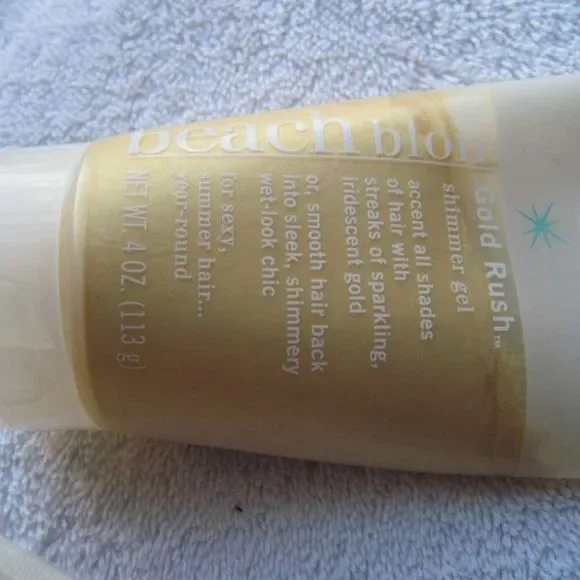 beach blon
Gold Rush™
shimmer gel
accent all shades
of hair with
streaks of sparkling,
iridescent gold
or, smooth hair back
into sleek, shimmery
wet-look chic
for sexy,
summer hair...
year-round
NET WT. 4 OZ. (113 g)